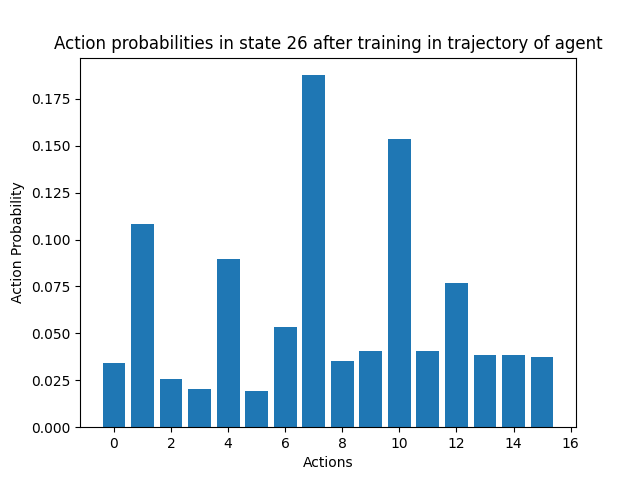 Action probabilities in state 26 after training in trajectory of agent
0.175
0.150
0.125
0.100
0.075
0.050
0.025
0.000
Action Probability
0 2 4 6 8 10 12 14 16
Actions